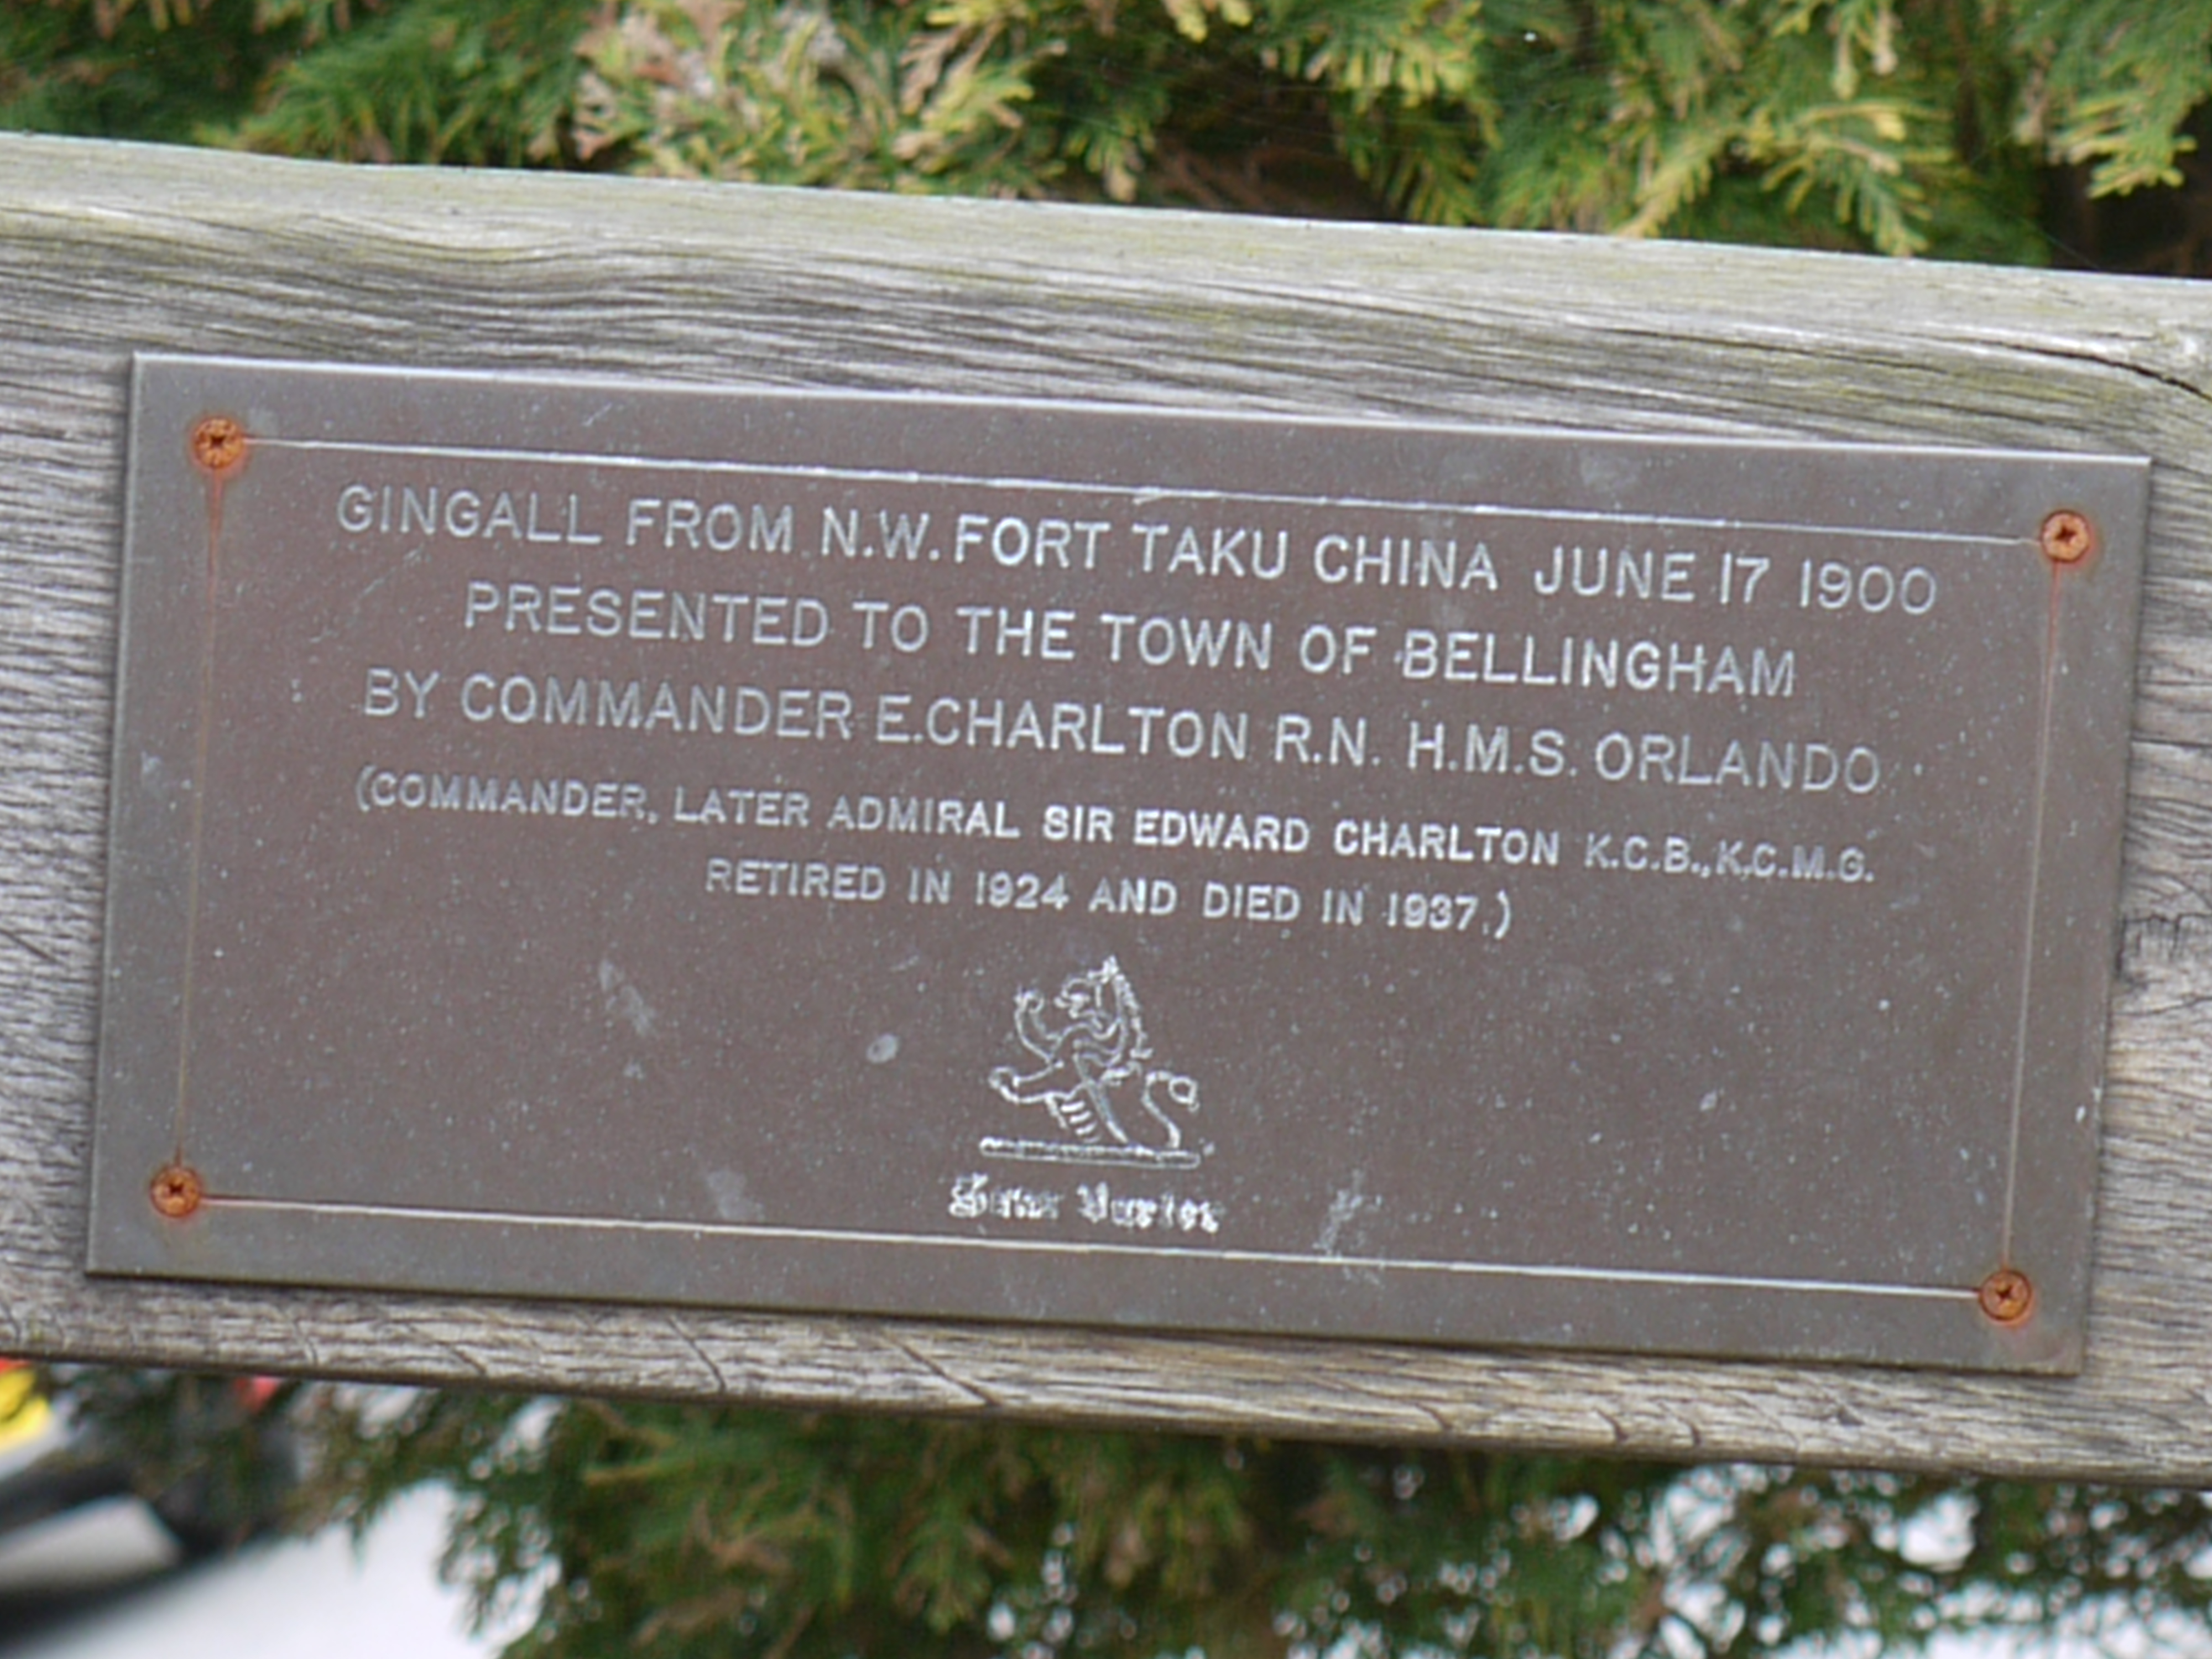 GINGALL FROM N.W. FORT TAKU CHINA JUNE 17 1900
PRESENTED TO THE TOWN OF BELLINGHAM
BY COMMANDER E.CHARLTON R.N. H.M.S. ORLANDO
(COMMANDER, LATER ADMIRAL SIR EDWARD CHARLTON K.C.B., K.C.M.G.
RETIRED IN 1924 AND DIED IN 1937.)